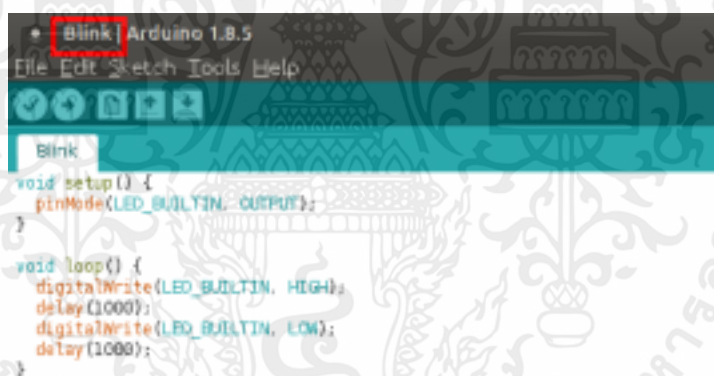 Blink | Arduino 1.8.5
File Edit Sketch Tools Help
Blink
void setup() {
pinMode(LED_BUILTIN, OUTPUT);
}
void loop() {
digitalWrite(LED_BUILTIN, HIGH);
delay(1000);
digitalWrite(LED_BUILTIN, LOW);
delay(1000);
}